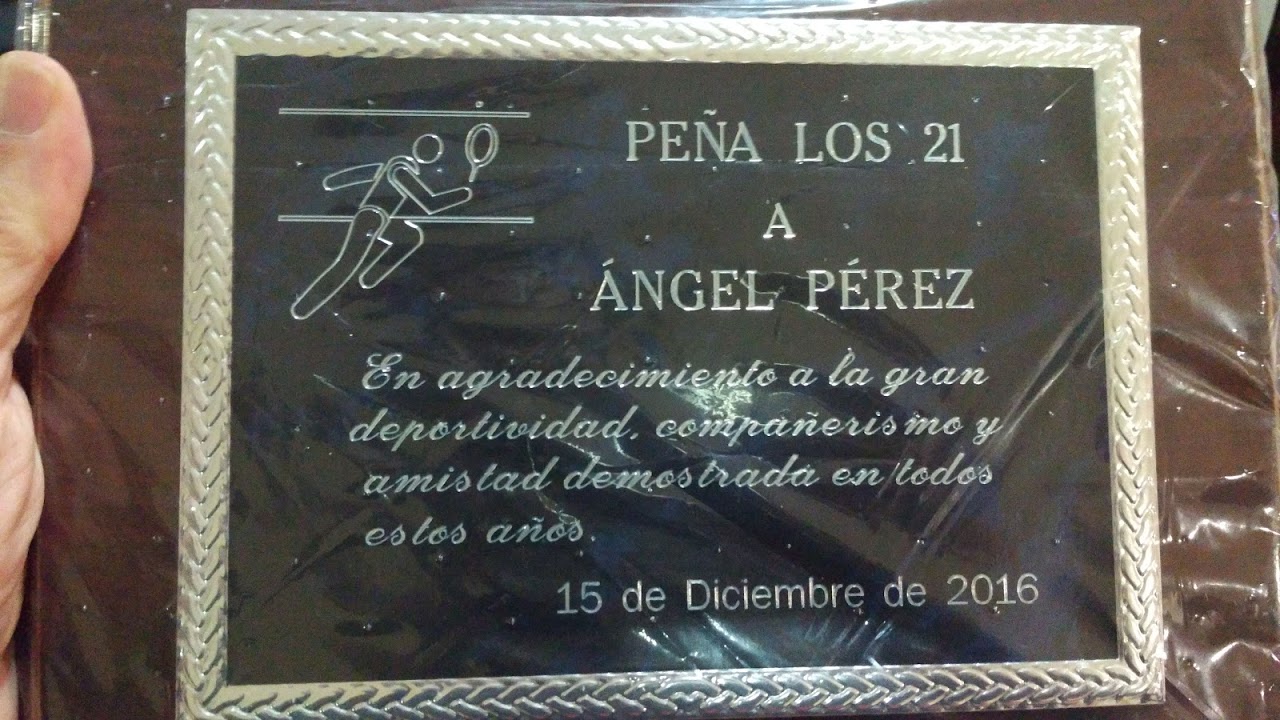 PEÑA LOS 21
A
ÁNGEL PÉREZ
En agradecimiento a la gran
deportividad, compañerismo y
amistad demostrada en todos
estos años.
15 de Diciembre de 2016